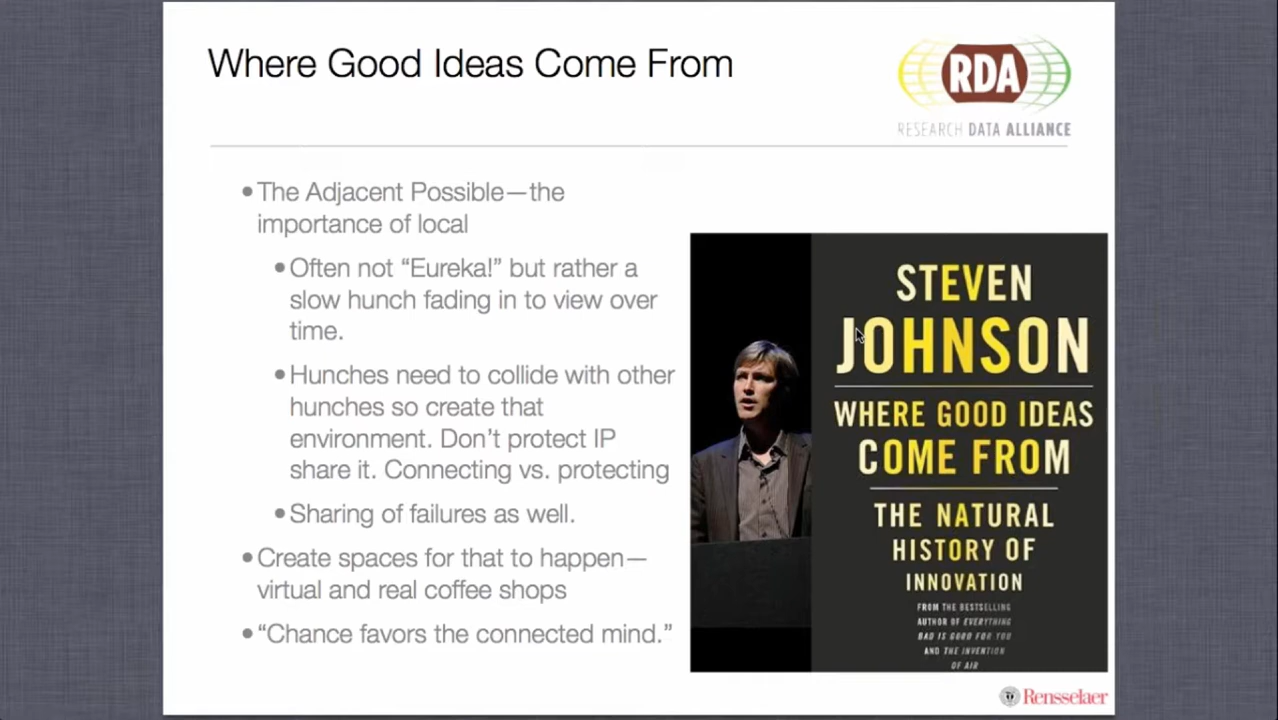 Where Good Ideas Come From
RDA
RESEARCH DATA ALLIANCE
•The Adjacent Possible—the
importance of local
•Often not “Eureka!” but rather a
slow hunch fading in to view over
time.
•Hunches need to collide with other
hunches so create that
environment. Don’t protect IP
share it. Connecting vs. protecting
•Sharing of failures as well.
•Create spaces for that to happen—
virtual and real coffee shops
•“Chance favors the connected mind.”
STEVEN
JOHNSON
WHERE GOOD IDEAS
COME FROM
THE NATURAL
HISTORY OF
INNOVATION
FROM THE BESTSELLING
AUTHOR OF EVERYTHING
BAD IS GOOD FOR YOU
AND THE INVENTION
OF AIR
Rensselaer